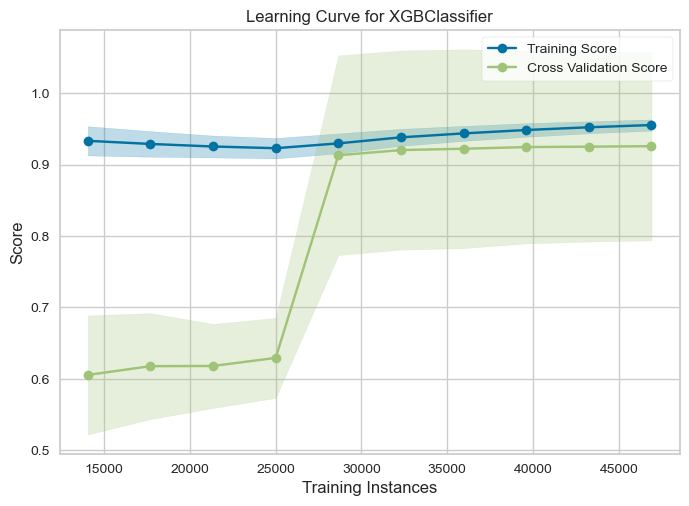 Learning Curve for XGBClassifier
Training Score
Cross Validation Score
Score
1.0
0.9
0.8
0.7
0.6
0.5
15000 20000 25000 30000 35000 40000 45000
Training Instances